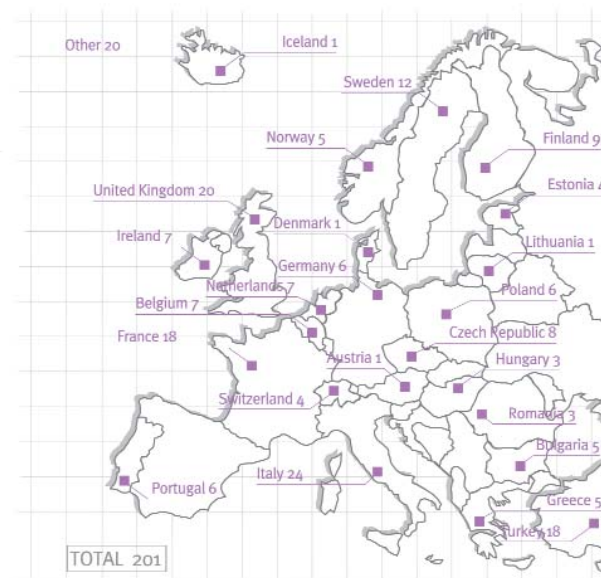 Other 20
Iceland 1
Sweden 12
Norway 5
Finland 9
United Kingdom 20
Estonia 4
Denmark 1
Ireland 7
Lithuania 1
Germany 6
Netherlands 7
Poland 6
Belgium 7
France 18
Czech Republic 8
Austria 1
Hungary 3
Switzerland 4
Romania 3
Bulgaria 5
Italy 24
Portugal 6
Greece 5
Turkey 18
TOTAL 201